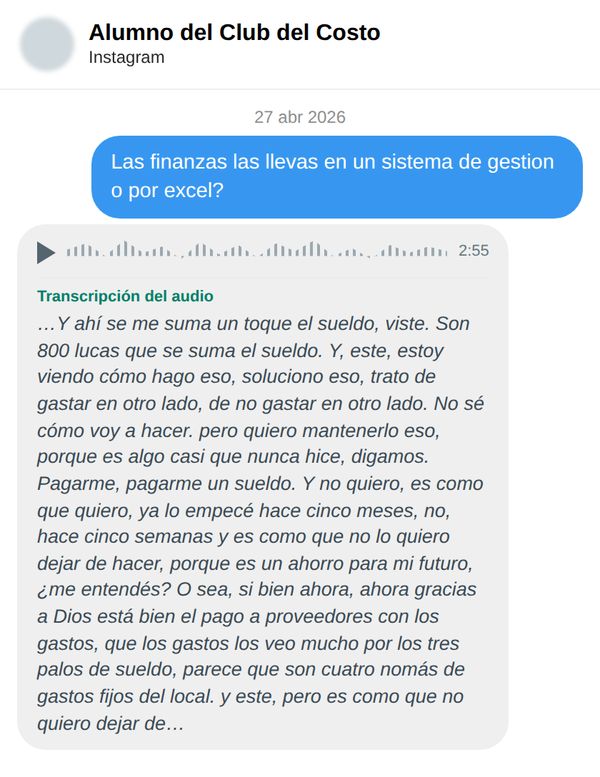 Alumno del Club del Costo
Instagram
27 abr 2026
Las finanzas las llevas en un sistema de gestion
o por excel?
2:55
Transcripción del audio
…Y ahí se me suma un toque el sueldo, viste. Son
800 lucas que se suma el sueldo. Y, este, estoy
viendo cómo hago eso, soluciono eso, trato de
gastar en otro lado, de no gastar en otro lado. No sé
cómo voy a hacer. pero quiero mantenerlo eso,
porque es algo casi que nunca hice, digamos.
Pagarme, pagarme un sueldo. Y no quiero, es como
que quiero, ya lo empecé hace cinco meses, no,
hace cinco semanas y es como que no lo quiero
dejar de hacer, porque es un ahorro para mi futuro,
¿me entendés? O sea, si bien ahora, ahora gracias
a Dios está bien el pago a proveedores con los
gastos, que los gastos los veo mucho por los tres
palos de sueldo, parece que son cuatro nomás de
gastos fijos del local. y este, pero es como que no
quiero dejar de…